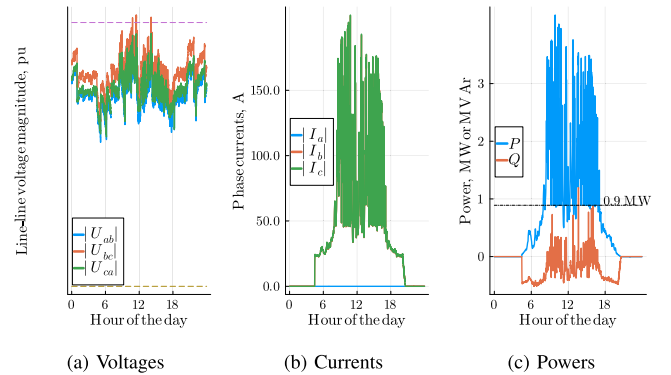 Line–line voltage magnitude, pu
|U_ab|
|U_bc|
|U_ca|
0 6 12 18
Hour of the day
(a) Voltages
Phase currents, A
150.0
100.0
50.0
0.0
|I_a|
|I_b|
|I_c|
0 6 12 18
Hour of the day
(b) Currents
Power, MW or MVAr
3
2
1
0
P
Q
0.9 MW
0 6 12 18
Hour of the day
(c) Powers